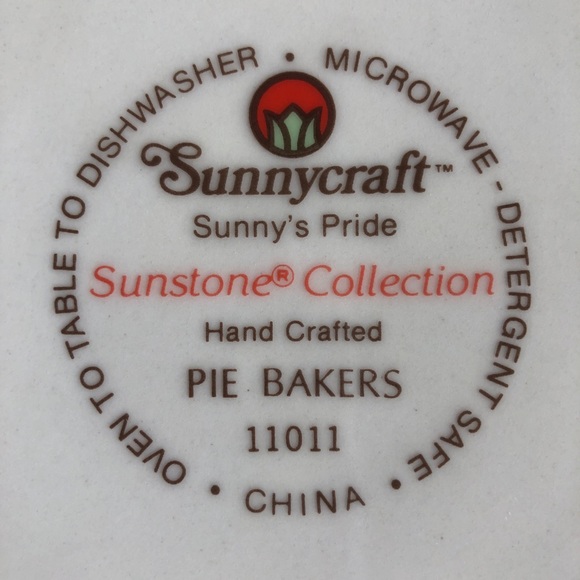 OVEN TO TABLE TO DISHWASHER • MICROWAVE - DETERGENT SAFE •
Sunnycraft™
Sunny's Pride
Sunstone® Collection
Hand Crafted
PIE BAKERS
11011
CHINA •